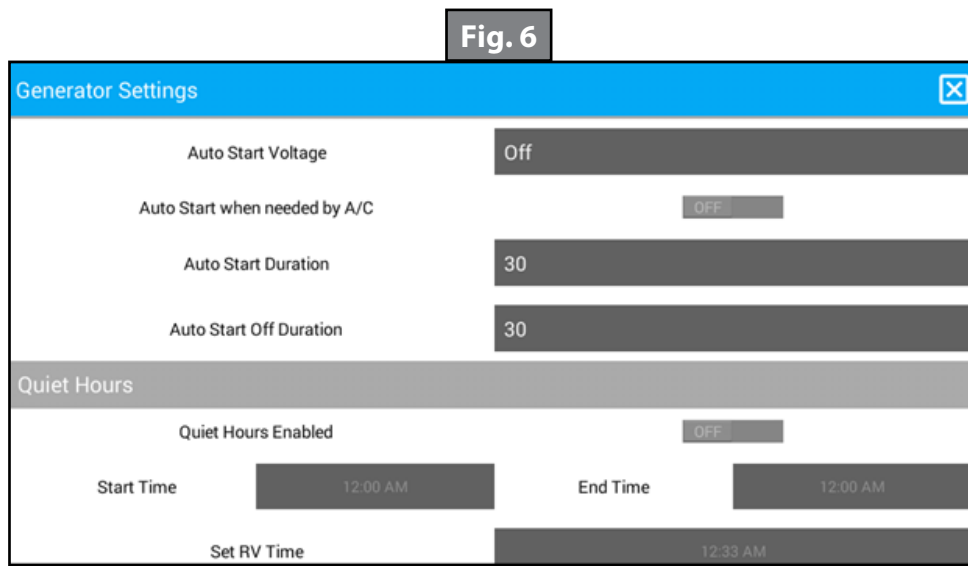 Fig. 6
Generator Settings
Auto Start Voltage Off
Auto Start when needed by A/C OFF
Auto Start Duration 30
Auto Start Off Duration 30
Quiet Hours
Quiet Hours Enabled OFF
Start Time 12:00 AM End Time 12:00 AM
Set RV Time 12:33 AM